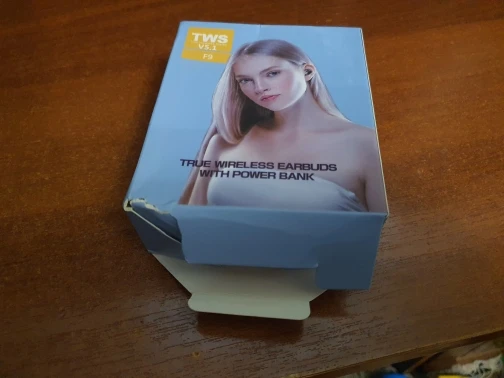 TWS
V5.1
F9
TRUE WIRELESS EARBUDS
WITH POWER BANK